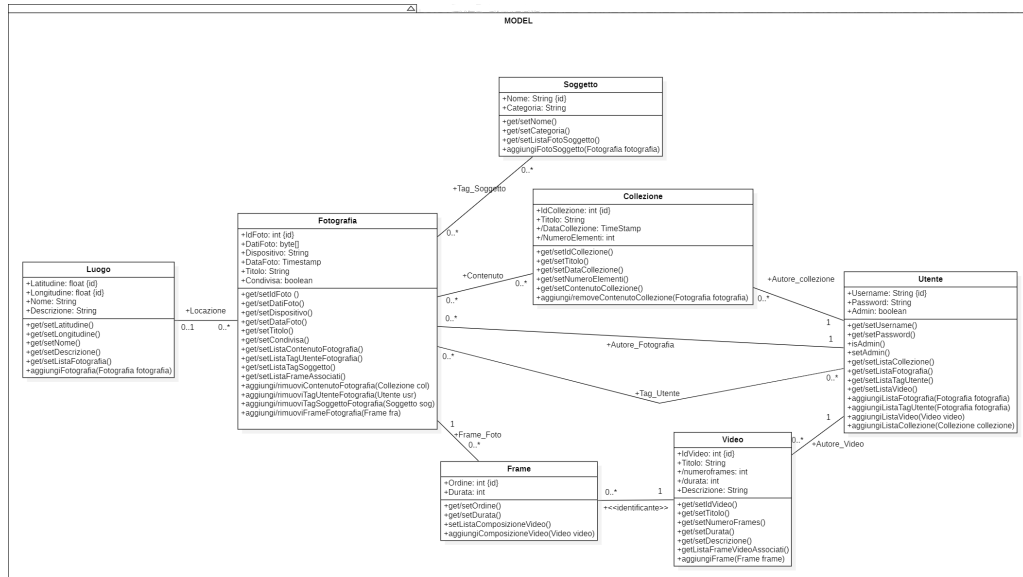 MODEL
Soggetto
+Nome: String {id}
+Categoria: String
+get/setNome()
+get/setCategoria()
+get/setListaFotoSoggetto()
+aggiungiFotoSoggetto(Fotografia fotografia)
0..*
+Tag_Soggetto
0..*
Collezione
+IdCollezione: int {id}
+Titolo: String
+/DataCollezione: TimeStamp
+/NumeroElementi: int
+get/setIdCollezione()
+get/setTitolo()
+get/setDataCollezione()
+get/setNumeroElementi()
+get/setContenutoCollezione()
+aggiungi/removeContenutoCollezione(Fotografia fotografia)
Fotografia
+IdFoto: int {id}
+DatiFoto: byte[]
+Dispositivo: String
+DataFoto: Timestamp
+Titolo: String
+Condivisa: boolean
+get/setIdFoto ()
+get/setDatiFoto()
+get/setDispositivo()
+get/setDataFoto()
+get/setTitolo()
+get/setCondivisa()
+get/setListaContenutoFotografia()
+get/setListaTagUtenteFotografia()
+get/setListaTagSoggetto()
+get/setListaFrameAssociati()
+aggiungi/rimuoviContenutoFotografia(Collezione col)
+aggiungi/rimuoviTagUtenteFotografia(Utente usr)
+aggiungi/rimuoviTagSoggettoFotografia(Soggetto sog)
+aggiungi/rimuoviFrameFotografia(Frame fra)
Luogo
+Latitudine: float {id}
+Longitudine: float {id}
+Nome: String
+Descrizione: String
+get/setLatitudine()
+get/setLongitudine()
+get/setNome()
+get/setDescrizione()
+get/setListaFotografia()
+aggiungiFotografia(Fotografia fotografia)
+Locazione
0..1 0..*
+Contenuto
0..*
0..*
+Autore_collezione
0..*
1
Utente
+Username: String {id}
+Password: String
+Admin: boolean
+get/setUsername()
+get/setPassword()
+isAdmin()
+setAdmin()
+get/setListaCollezione()
+get/setListaFotografia()
+get/setListaTagUtente()
+get/setListaVideo()
+aggiungiListaFotografia(Fotografia fotografia)
+aggiungiListaTagUtente(Fotografia fotografia)
+aggiungiListaVideo(Video video)
+aggiungiListaCollezione(Collezione collezione)
0..*
1
+Autore_Fotografia
0..*
0..*
+Tag_Utente
1
+Frame_Foto
0..*
1
0..*
+Autore_Video
Video
+IdVideo: int {id}
+Titolo: String
+/numeroframes: int
+/durata: int
+Descrizione: String
+get/setIdVideo()
+get/setTitolo()
+get/setNumeroFrames()
+get/setDurata()
+get/setDescrizione()
+getListaFrameVideoAssociati()
+aggiungiFrame(Frame frame)
Frame
+Ordine: int {id}
+Durata: int
+get/setOrdine()
+get/setDurata()
+setListaComposizioneVideo()
+aggiungiComposizioneVideo(Video video)
0..* 1
+<<identificante>>